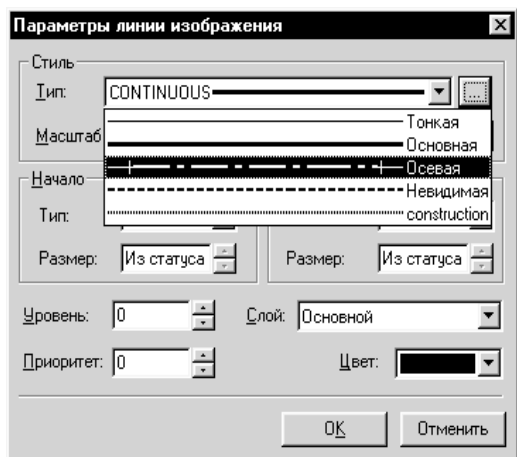 Параметры линии изображения
Стиль
Тип: CONTINUOUS ...
Тонкая
Масштаб
Основная
Осевая
Начало
Невидимая
Тип:
construction
Размер: Из статуса Размер: Из статуса
Уровень: 0 Слой: Основной
Приоритет: 0 Цвет:
OK Отменить